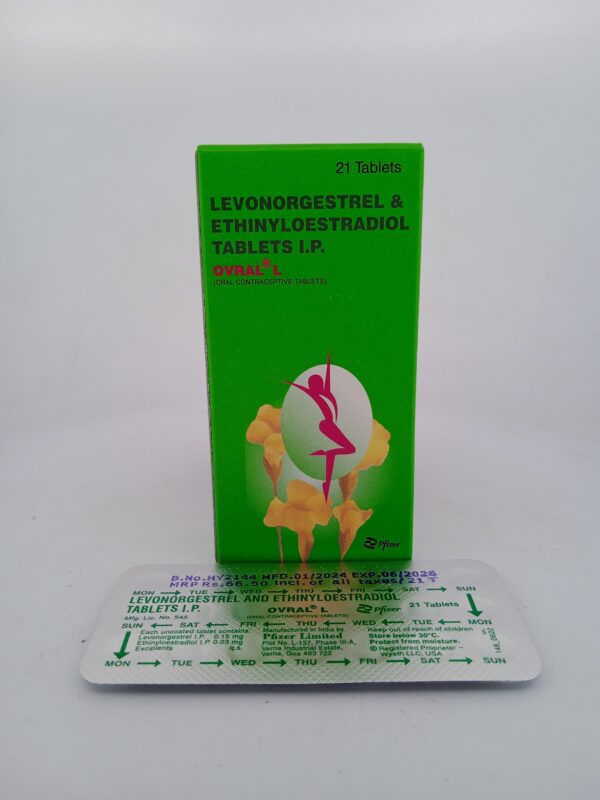 21 Tablets
LEVONORGESTREL &
ETHINYLOESTRADIOL
TABLETS I.P.
OVRAL® L
(ORAL CONTRACEPTIVE TABLETS)
Pfizer
B.No.HY2144 MFD.01/2024 EXP.06/2026
MRP Rs.66.50 incl.of all taxes/21 T
MON → TUE → WED → THU → FRI → SAT → SUN
LEVONORGESTREL AND ETHINYLOESTRADIOL
TABLETS I.P.
OVRAL® L
(ORAL CONTRACEPTIVE TABLETS)
Pfizer
21 Tablets
Mfg. Lic. No. 545
SUN ← SAT ← FRI ← THU ← WED ← TUE ← MON
Each uncoated tablet contains:
Levonorgestrel I.P. 0.15 mg
Ethinyloestradiol I.P. 0.03 mg
Excipients q.s.
Manufactured in India by
Pfizer Limited
Plot No. L-137, Phase III-A,
Verna Industrial Estate,
Verna, Goa 403 722
Keep out of reach of children
Store below 30°C.
Protect from moisture.
® Registered Proprietor -
Wyeth LLC, USA
MON → TUE → WED → THU → FRI → SAT → SUN